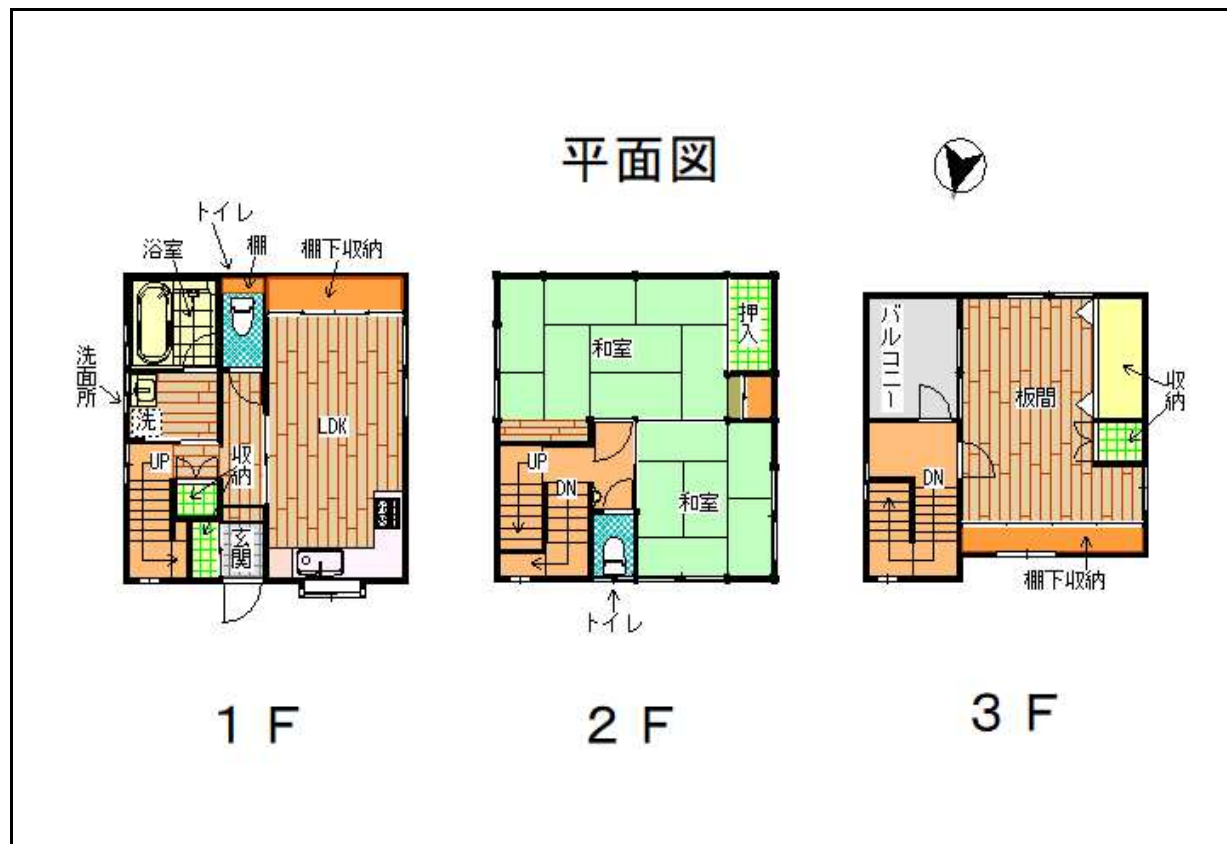 平面図
トイレ
浴室
棚
棚下収納
洗面所
洗
UP
収納
LDK
玄関
1F
和室
押入
UP
DN
和室
トイレ
2F
バルコニー
板間
収納
DN
棚下収納
3F